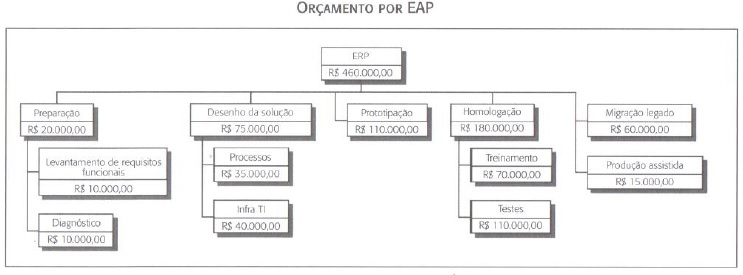 ORÇAMENTO POR EAP
ERP
R$ 460.000,00
Preparação
R$ 20.000,00
Desenho da solução
R$ 75.000,00
Prototipação
R$ 110.000,00
Homologação
R$ 180.000,00
Migração legado
R$ 60.000,00
Levantamento de requisitos
funcionais
R$ 10.000,00
Processos
R$ 35.000,00
Treinamento
R$ 70.000,00
Produção assistida
R$ 15.000,00
Diagnóstico
R$ 10.000,00
Infra TI
R$ 40.000,00
Testes
R$ 110.000,00